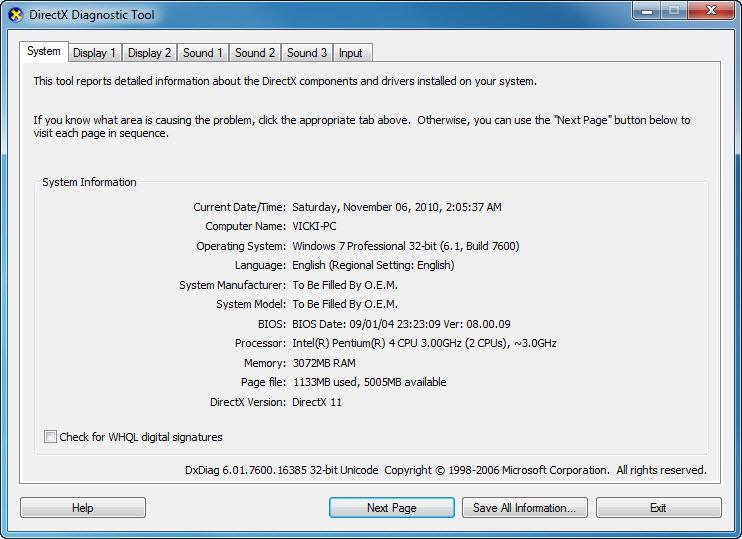 DirectX Diagnostic Tool
System Display 1 Display 2 Sound 1 Sound 2 Sound 3 Input
This tool reports detailed information about the DirectX components and drivers installed on your system.
If you know what area is causing the problem, click the appropriate tab above. Otherwise, you can use the "Next Page" button below to
visit each page in sequence.
System Information
Current Date/Time: Saturday, November 06, 2010, 2:05:37 AM
Computer Name: VICKI-PC
Operating System: Windows 7 Professional 32-bit (6.1, Build 7600)
Language: English (Regional Setting: English)
System Manufacturer: To Be Filled By O.E.M.
System Model: To Be Filled By O.E.M.
BIOS: BIOS Date: 09/01/04 23:23:09 Ver: 08.00.09
Processor: Intel(R) Pentium(R) 4 CPU 3.00GHz (2 CPUs), ~3.0GHz
Memory: 3072MB RAM
Page file: 1133MB used, 5005MB available
DirectX Version: DirectX 11
Check for WHQL digital signatures
DxDiag 6.01.7600.16385 32-bit Unicode Copyright © 1998-2006 Microsoft Corporation. All rights reserved.
Help Next Page Save All Information... Exit